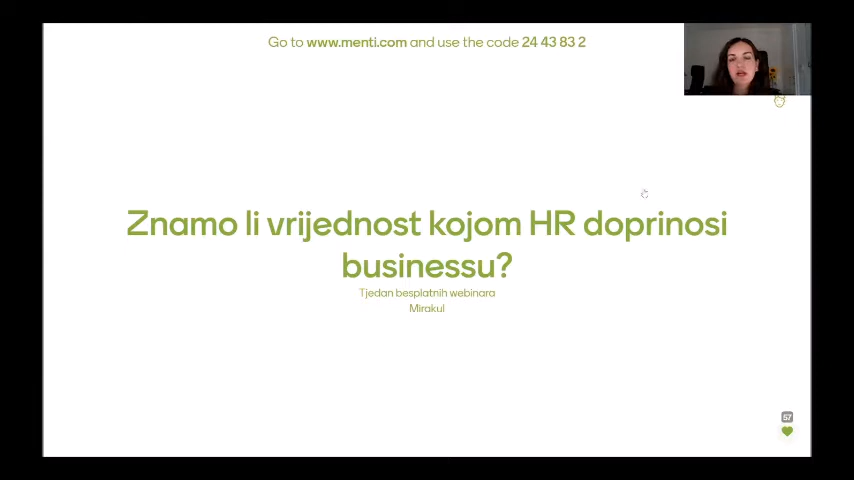 Go to www.menti.com and use the code 24 43 83 2
Znamo li vrijednost kojom HR doprinosi
businessu?
Tjedan besplatnih webinara
Mirakul
57